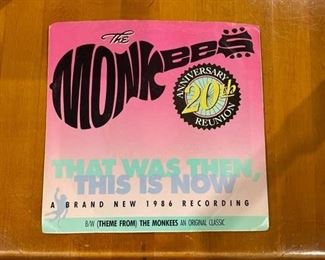 The
MONKEES
ANNIVERSARY
20th
REUNION
THAT WAS THEN,
THIS IS NOW
A BRAND NEW 1986 RECORDING
B/W (THEME FROM) THE MONKEES AN ORIGINAL CLASSIC